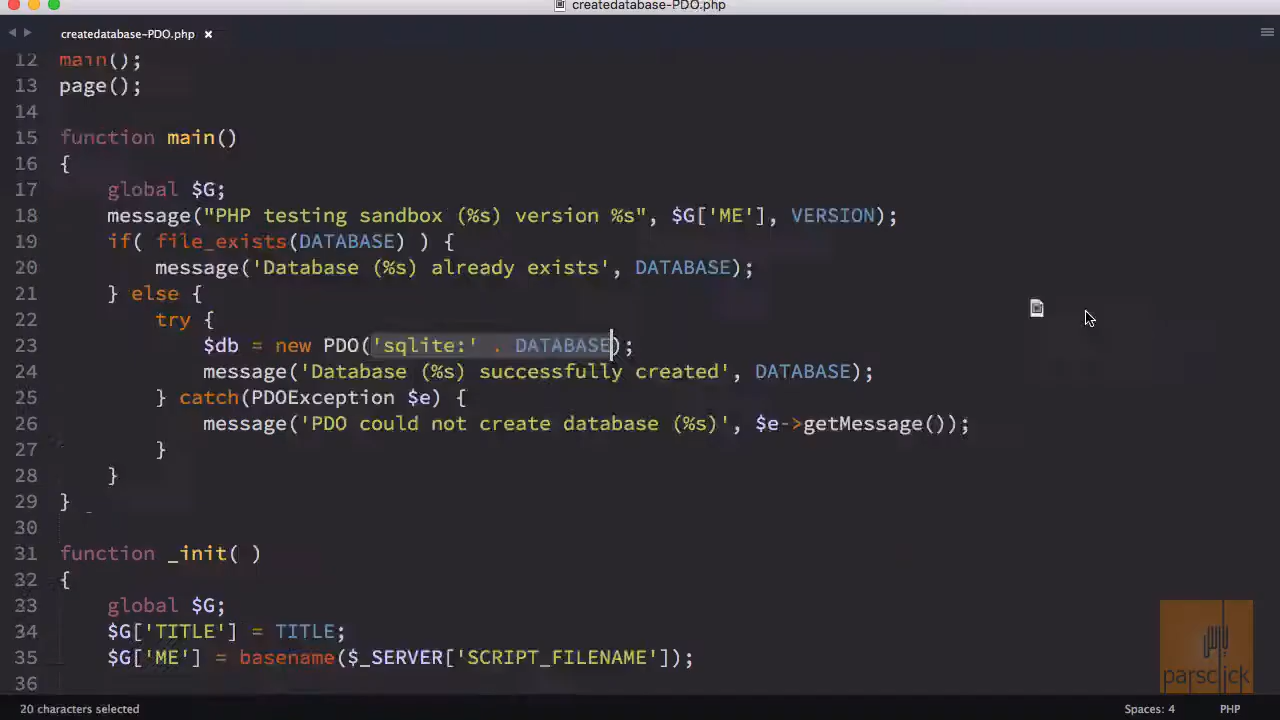 createdatabase-PDO.php
createdatabase-PDO.php ×
12 main();
13 page();
14
15 function main()
16 {
17 global $G;
18 message("PHP testing sandbox (%s) version %s", $G['ME'], VERSION);
19 if( file_exists(DATABASE) ) {
20 message('Database (%s) already exists', DATABASE);
21 } else {
22 try {
23 $db = new PDO('sqlite:' . DATABASE);
24 message('Database (%s) successfully created', DATABASE);
25 } catch(PDOException $e) {
26 message('PDO could not create database (%s)', $e->getMessage());
27 }
28 }
29 }
30
31 function _init( )
32 {
33 global $G;
34 $G['TITLE'] = TITLE;
35 $G['ME'] = basename($_SERVER['SCRIPT_FILENAME']);
36
parsclick
20 characters selected
Spaces: 4
PHP